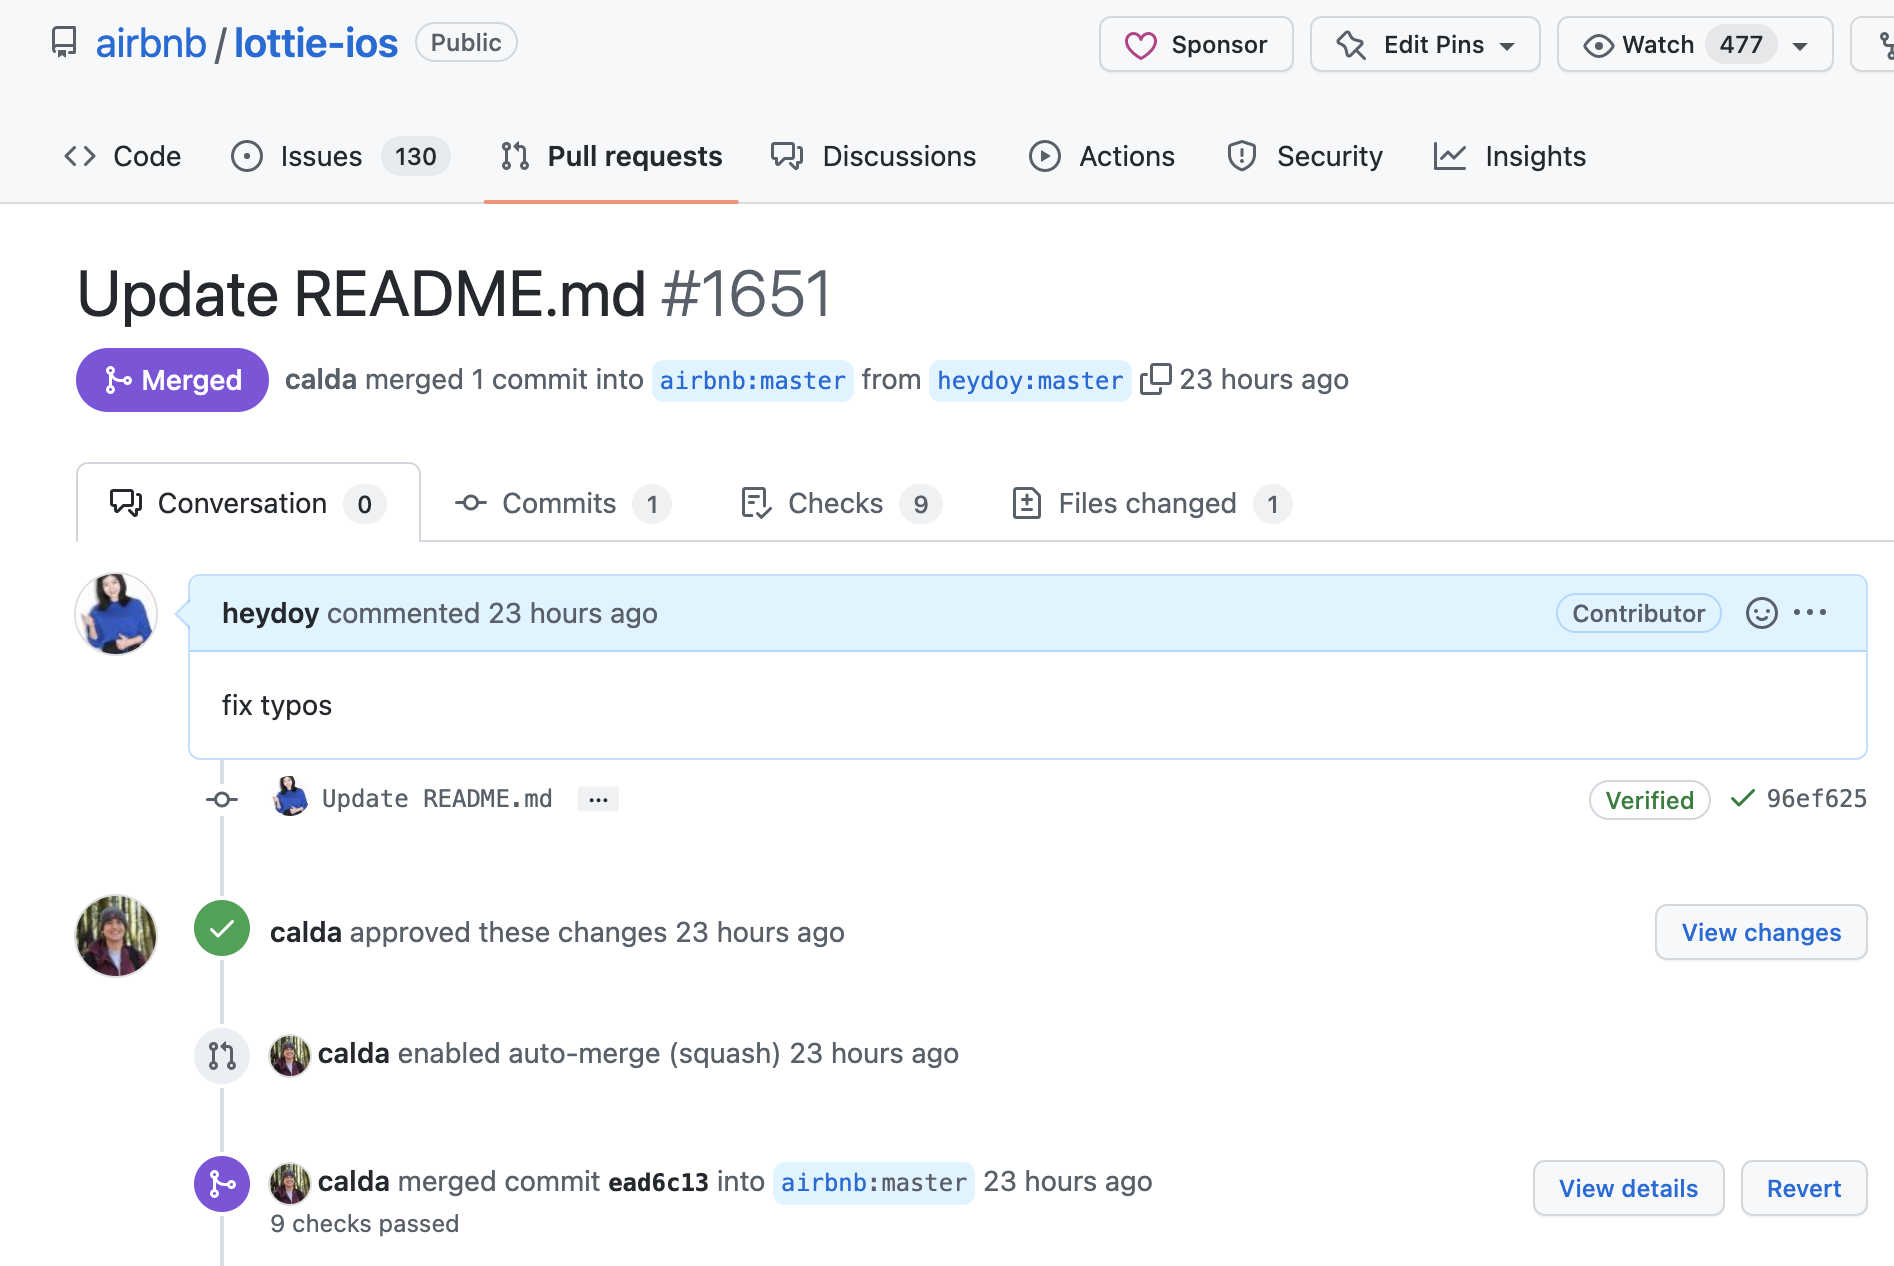 airbnb / lottie-ios Public Sponsor Edit Pins Watch 477
Code Issues 130 Pull requests Discussions Actions Security Insights
Update README.md #1651
Merged calda merged 1 commit into airbnb:master from heydoy:master 23 hours ago
Conversation 0 Commits 1 Checks 9 Files changed 1
heydoy commented 23 hours ago Contributor ...
fix typos
Update README.md ... Verified 96ef625
calda approved these changes 23 hours ago View changes
calda enabled auto-merge (squash) 23 hours ago
calda merged commit ead6c13 into airbnb:master 23 hours ago View details Revert
9 checks passed